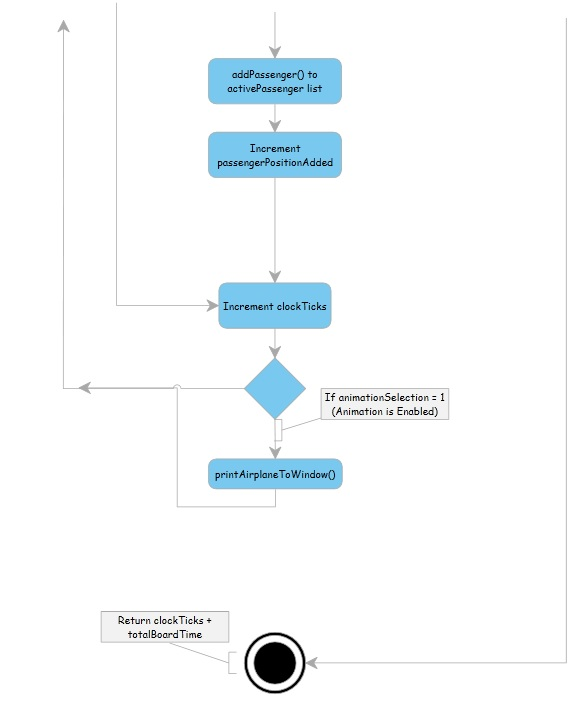 addPassenger() to
activePassenger list
Increment
passengerPositionAdded
Increment clockTicks
If animationSelection = 1
(Animation is Enabled)
printAirplaneToWindow()
Return clockTicks +
totalBoardTime